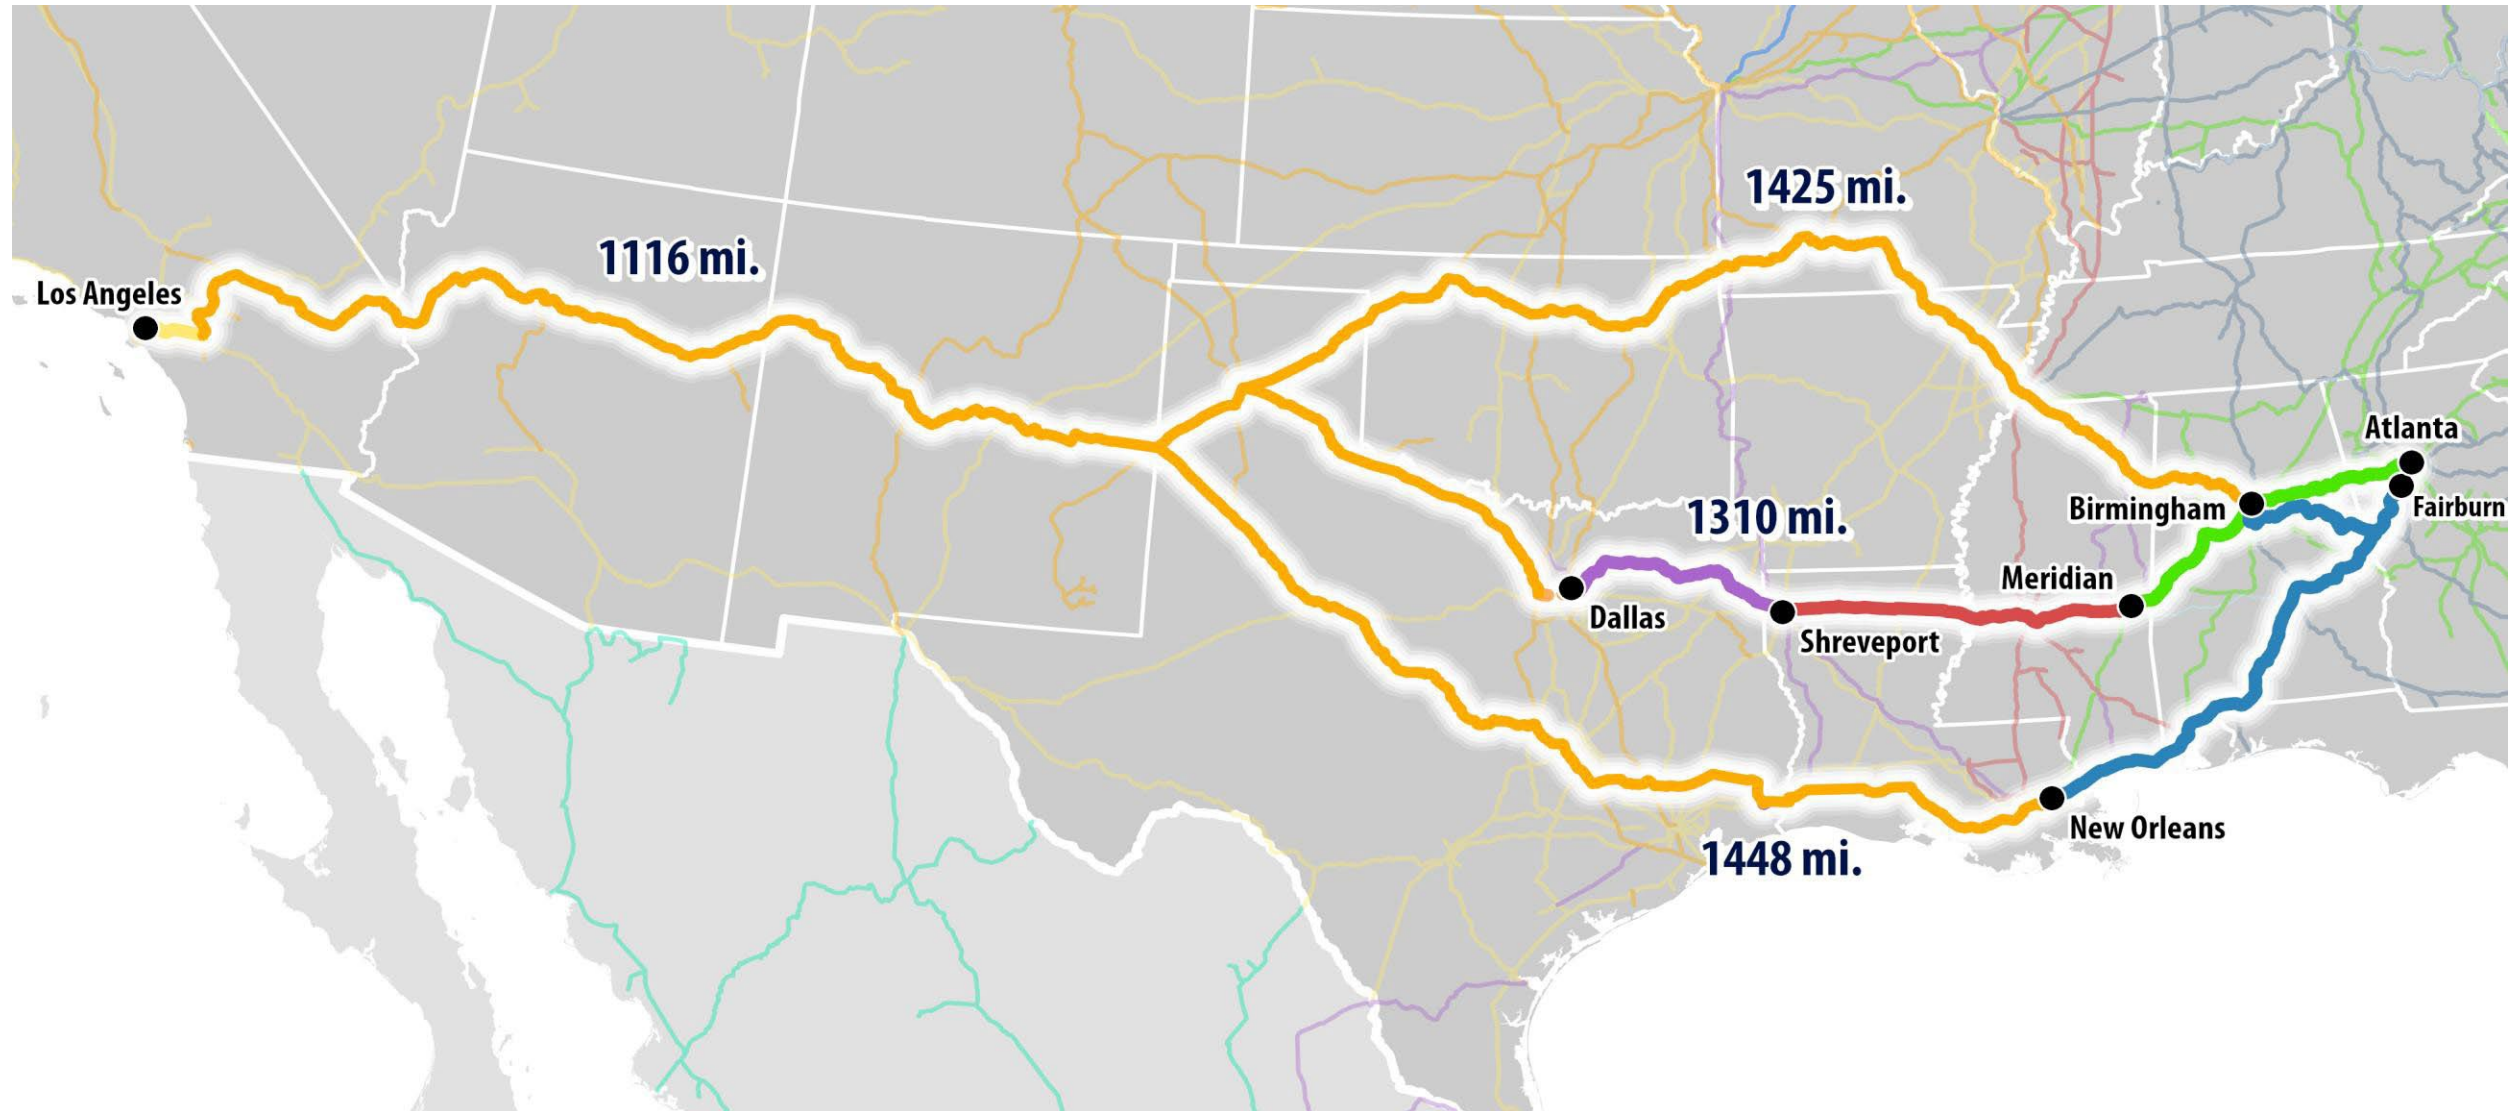 1425 mi.
1116 mi.
Los Angeles
Atlanta
Birmingham
Fairburn
1310 mi.
Meridian
Dallas
Shreveport
New Orleans
1448 mi.